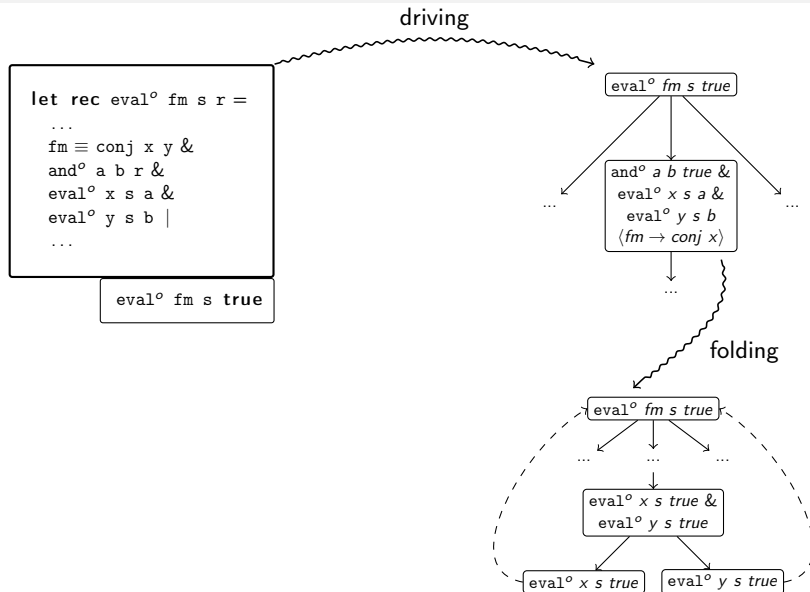 driving
let rec evalᵒ fm s r =
...
fm ≡ conj x y &
andᵒ a b r &
evalᵒ x s a &
evalᵒ y s b |
...
evalᵒ fm s true
evalᵒ fm s true
...
andᵒ a b true &
evalᵒ x s a &
evalᵒ y s b
⟨fm → conj x⟩
...
...
folding
evalᵒ fm s true
...
...
...
evalᵒ x s true &
evalᵒ y s true
evalᵒ x s true
evalᵒ y s true